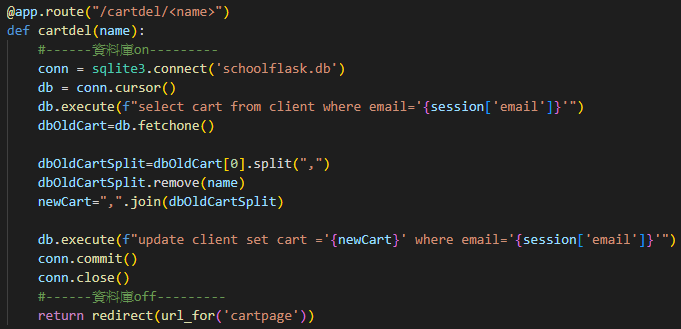 @app.route("/cartdel/<name>")
def cartdel(name):
    #------資料庫on---------
    conn = sqlite3.connect('schoolflask.db')
    db = conn.cursor()
    db.execute(f"select cart from client where email='{session['email']}'")
    dbOldCart=db.fetchone()

    dbOldCartSplit=dbOldCart[0].split(",")
    dbOldCartSplit.remove(name)
    newCart=",".join(dbOldCartSplit)

    db.execute(f"update client set cart ='{newCart}' where email='{session['email']}'")
    conn.commit()
    conn.close()
    #------資料庫off---------
    return redirect(url_for('cartpage'))